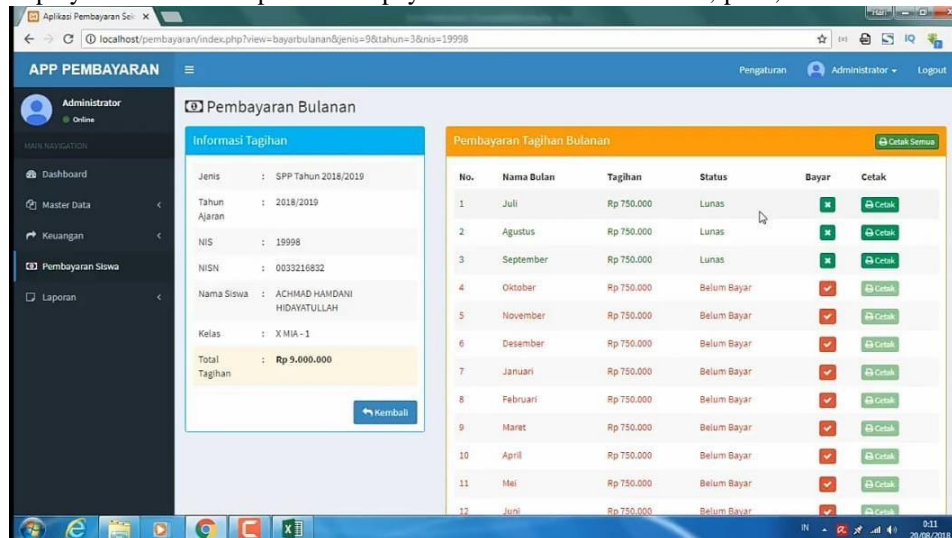 Aplikasi Pembayaran Sek
localhost/pembayaran/index.php?view=bayarbulanan&jenis=9&tahun=3&nis=19998
APP PEMBAYARAN
Pengaturan
Administrator
Logout
Administrator
Online
MAIN NAVIGATION
Dashboard
Master Data
Keuangan
Pembayaran Siswa
Laporan
Pembayaran Bulanan
Informasi Tagihan
Jenis : SPP Tahun 2018/2019
Tahun : 2018/2019
Ajaran
NIS : 19998
NISN : 0033216832
Nama Siswa : ACHMAD HAMDANI
HIDAYATULLAH
Kelas : X MIA - 1
Total : Rp 9.000.000
Tagihan
Kembali
Pembayaran Tagihan Bulanan
Cetak Semua
No. Nama Bulan Tagihan Status Bayar Cetak
1 Juli Rp 750.000 Lunas Cetak
2 Agustus Rp 750.000 Lunas Cetak
3 September Rp 750.000 Lunas Cetak
4 Oktober Rp 750.000 Belum Bayar Cetak
5 November Rp 750.000 Belum Bayar Cetak
6 Desember Rp 750.000 Belum Bayar Cetak
7 Januari Rp 750.000 Belum Bayar Cetak
8 Februari Rp 750.000 Belum Bayar Cetak
9 Maret Rp 750.000 Belum Bayar Cetak
10 April Rp 750.000 Belum Bayar Cetak
11 Mei Rp 750.000 Belum Bayar Cetak
12 Juni Rp 750.000 Belum Bayar Cetak
IN
0:11
20/08/2018